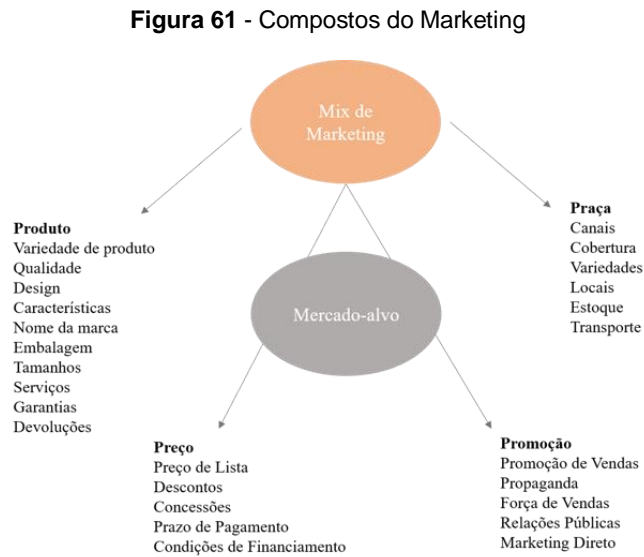 Figura 61 - Compostos do Marketing
Mix de
Marketing
Mercado-alvo
Produto
Variedade de produto
Qualidade
Design
Características
Nome da marca
Embalagem
Tamanhos
Serviços
Garantias
Devoluções
Preço
Preço de Lista
Descontos
Concessões
Prazo de Pagamento
Condições de Financiamento
Promoção
Promoção de Vendas
Propaganda
Força de Vendas
Relações Públicas
Marketing Direto
Praça
Canais
Cobertura
Variedades
Locais
Estoque
Transporte